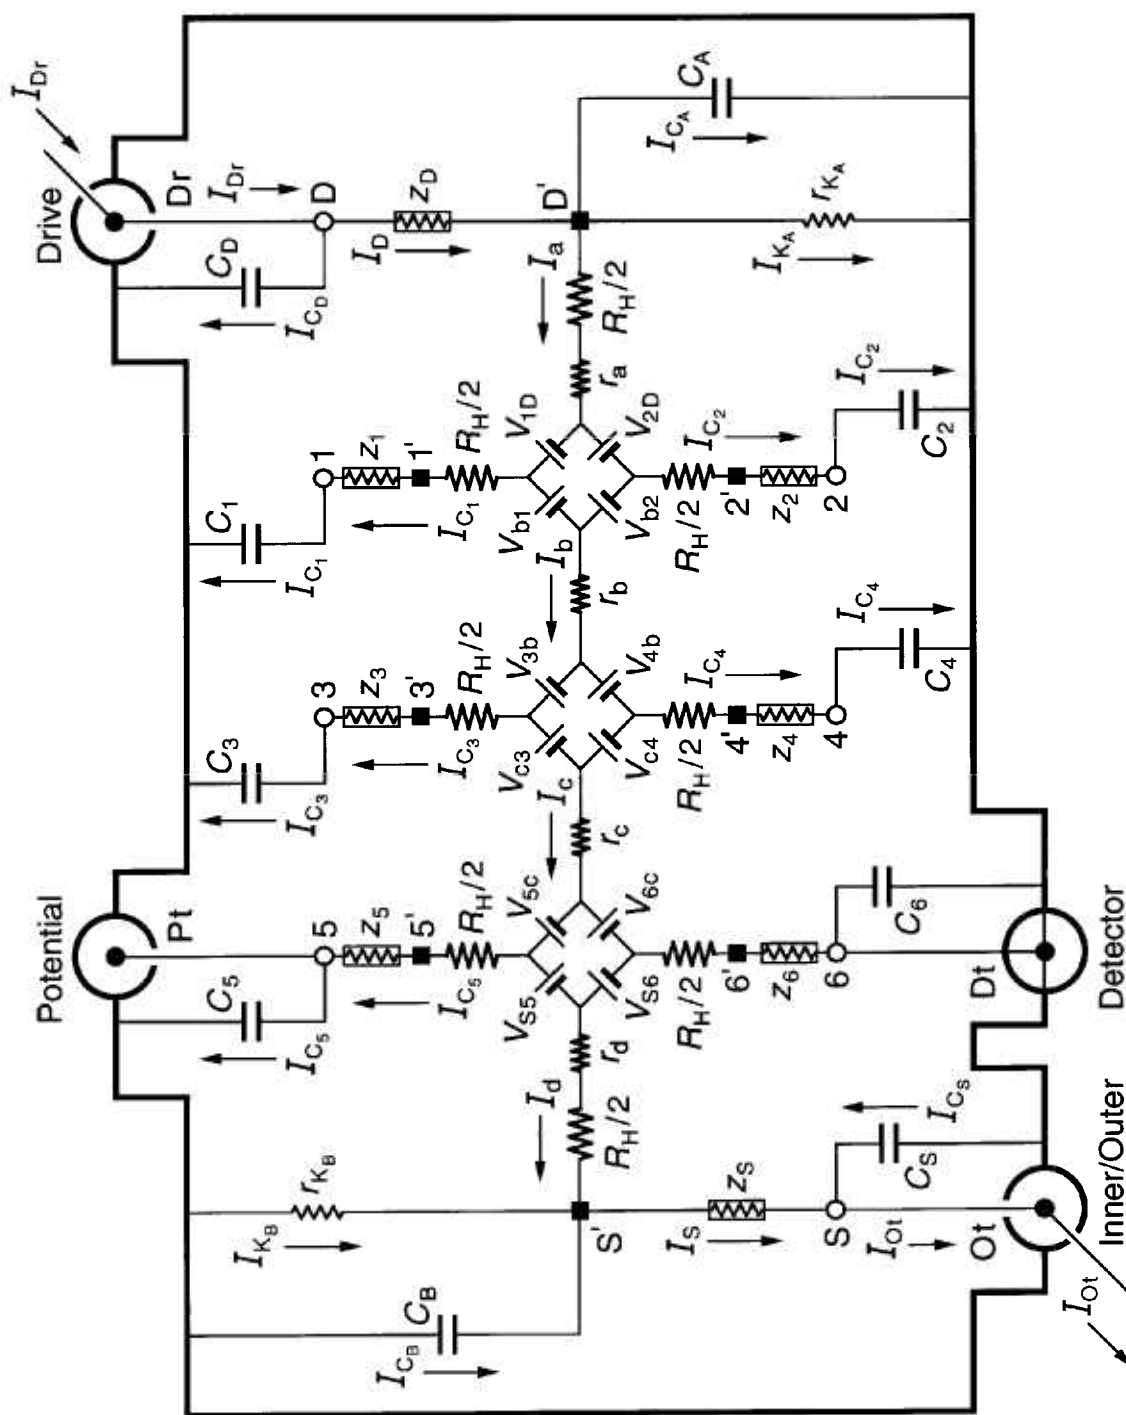 Potential
Drive
I_Dr
Pt
Dr
C_5
C_3
C_1
C_D
I_Dr
I_KB
r_KB
I_C5
I_C3
I_C1
I_CD
5
3
1
D
z_5
z_3
z_1
I_D
z_D
I_CB
C_B
5'
3'
1'
I_C5
R_H/2
I_C3
R_H/2
I_C1
R_H/2
V_S5
V_5c
V_c3
V_3b
V_b1
V_1D
I_d
I_c
I_b
I_a
D'
S'
R_H/2
r_d
r_c
r_b
r_a
R_H/2
V_S6
V_6c
V_c4
V_4b
V_b2
V_2D
I_CA
C_A
I_S
z_S
R_H/2
R_H/2
I_C4
R_H/2
I_C2
6'
4'
2'
z_6
z_4
z_2
I_KA
r_KA
S
6
4
2
I_Ot
C_S
I_CS
C_6
C_4
I_C4
C_2
I_C2
Ot
Dt
I_Ot
Inner/Outer
Detector